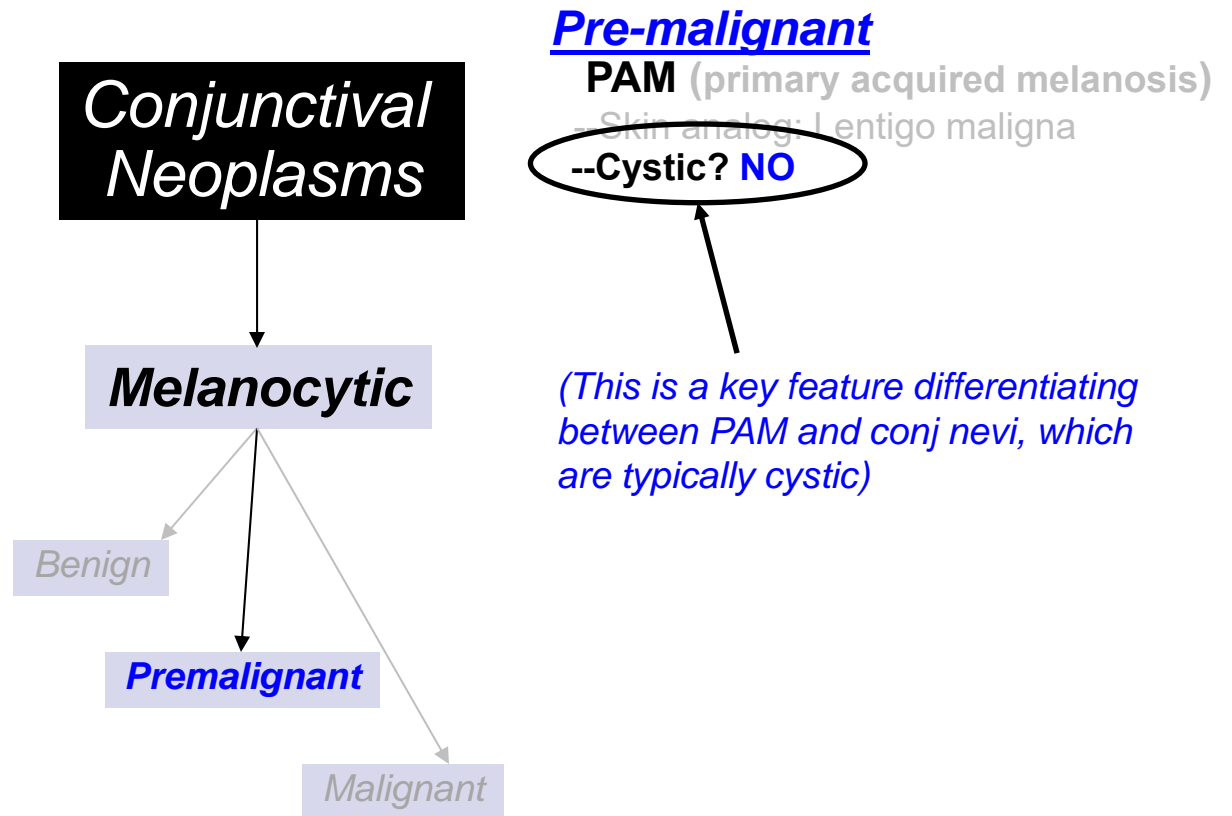 Conjunctival
Neoplasms
Pre-malignant
PAM (primary acquired melanosis)
--Skin analog: Lentigo maligna
--Cystic? NO
Melanocytic
(This is a key feature differentiating
between PAM and conj nevi, which
are typically cystic)
Benign
Premalignant
Malignant